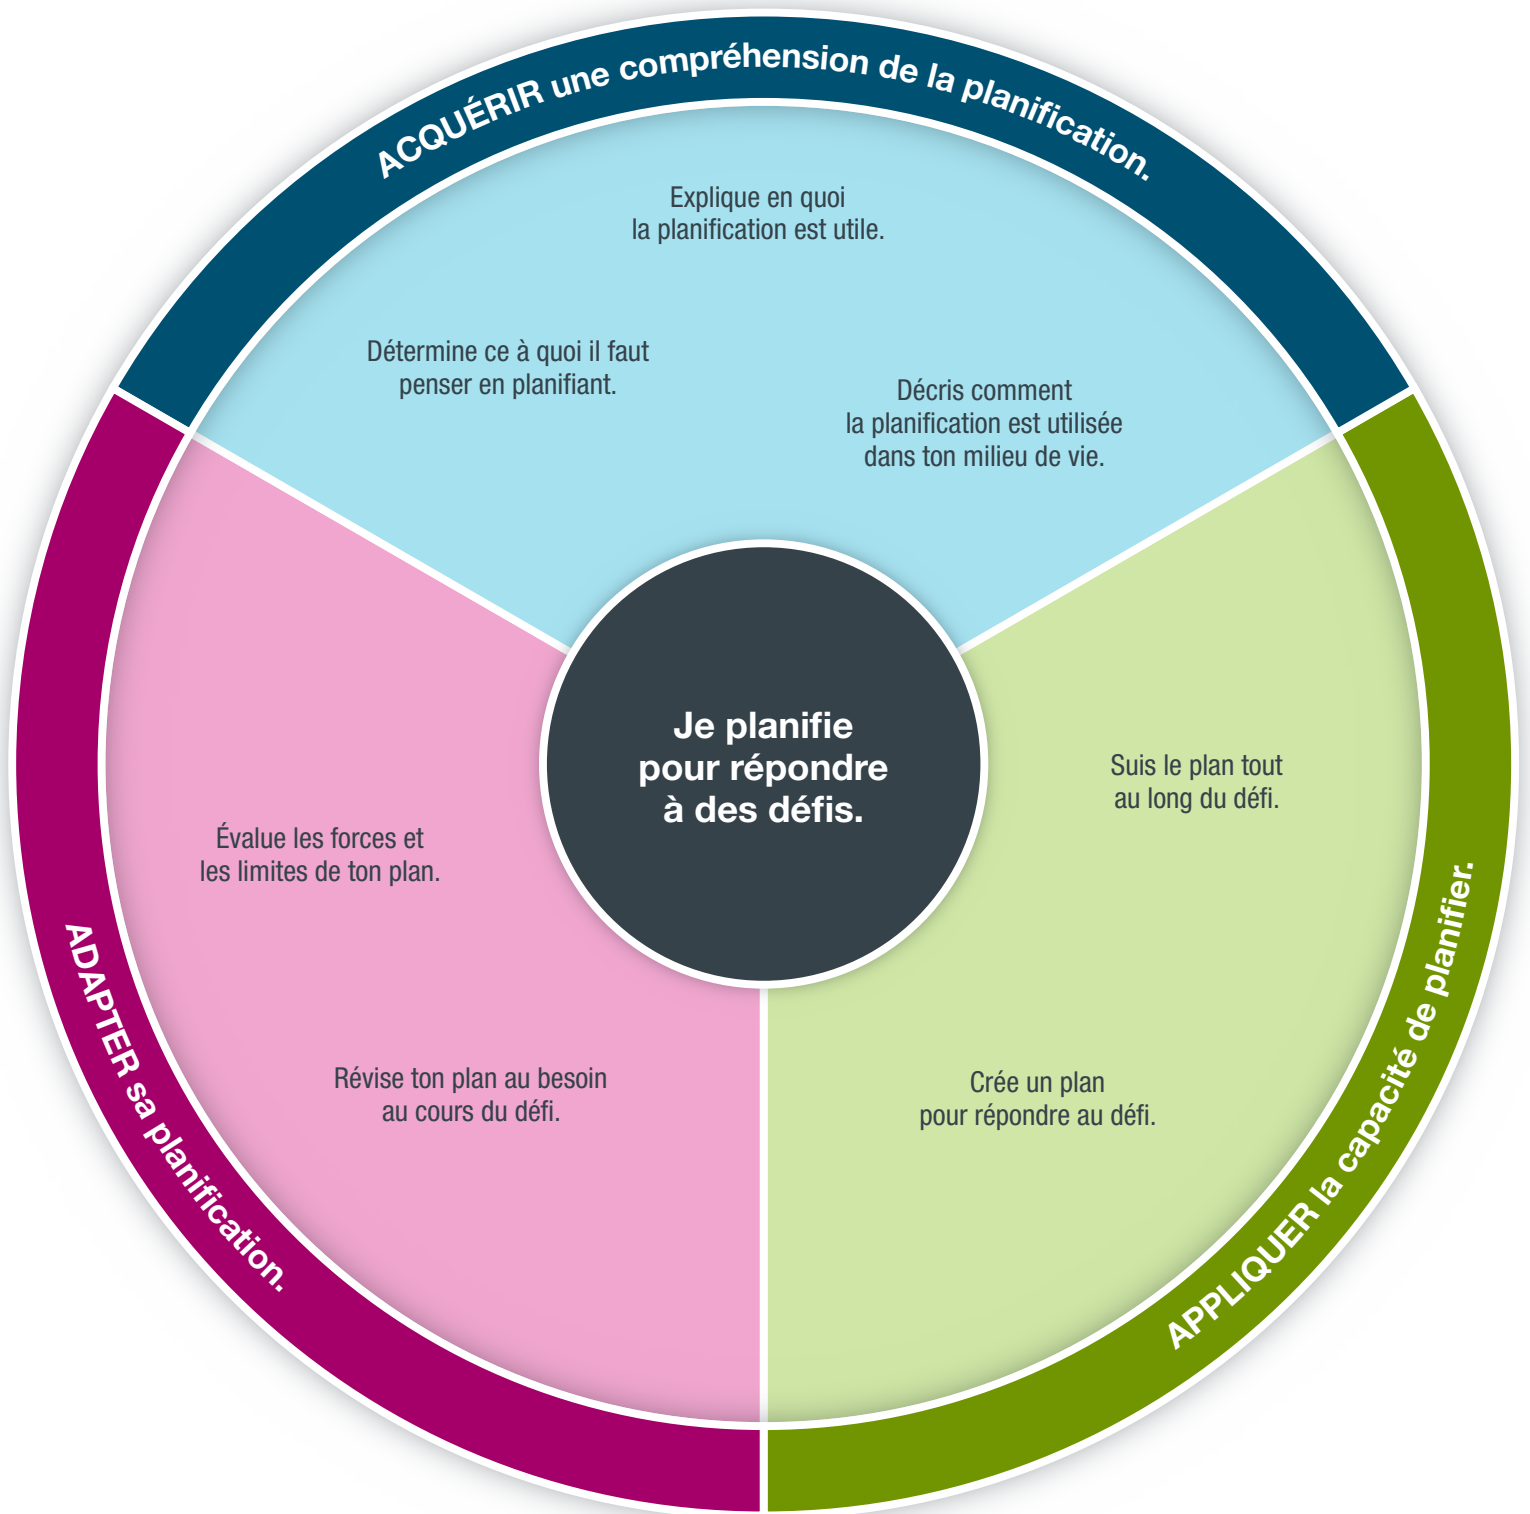 ACQUÉRIR une compréhension de la planification.
Explique en quoi
la planification est utile.
Détermine ce à quoi il faut
penser en planifiant.
Décris comment
la planification est utilisée
dans ton milieu de vie.
Je planifie
pour répondre
à des défis.
Suis le plan tout
au long du défi.
Crée un plan
pour répondre au défi.
APPLIQUER la capacité de planifier.
Évalue les forces et
les limites de ton plan.
Révise ton plan au besoin
au cours du défi.
ADAPTER sa planification.